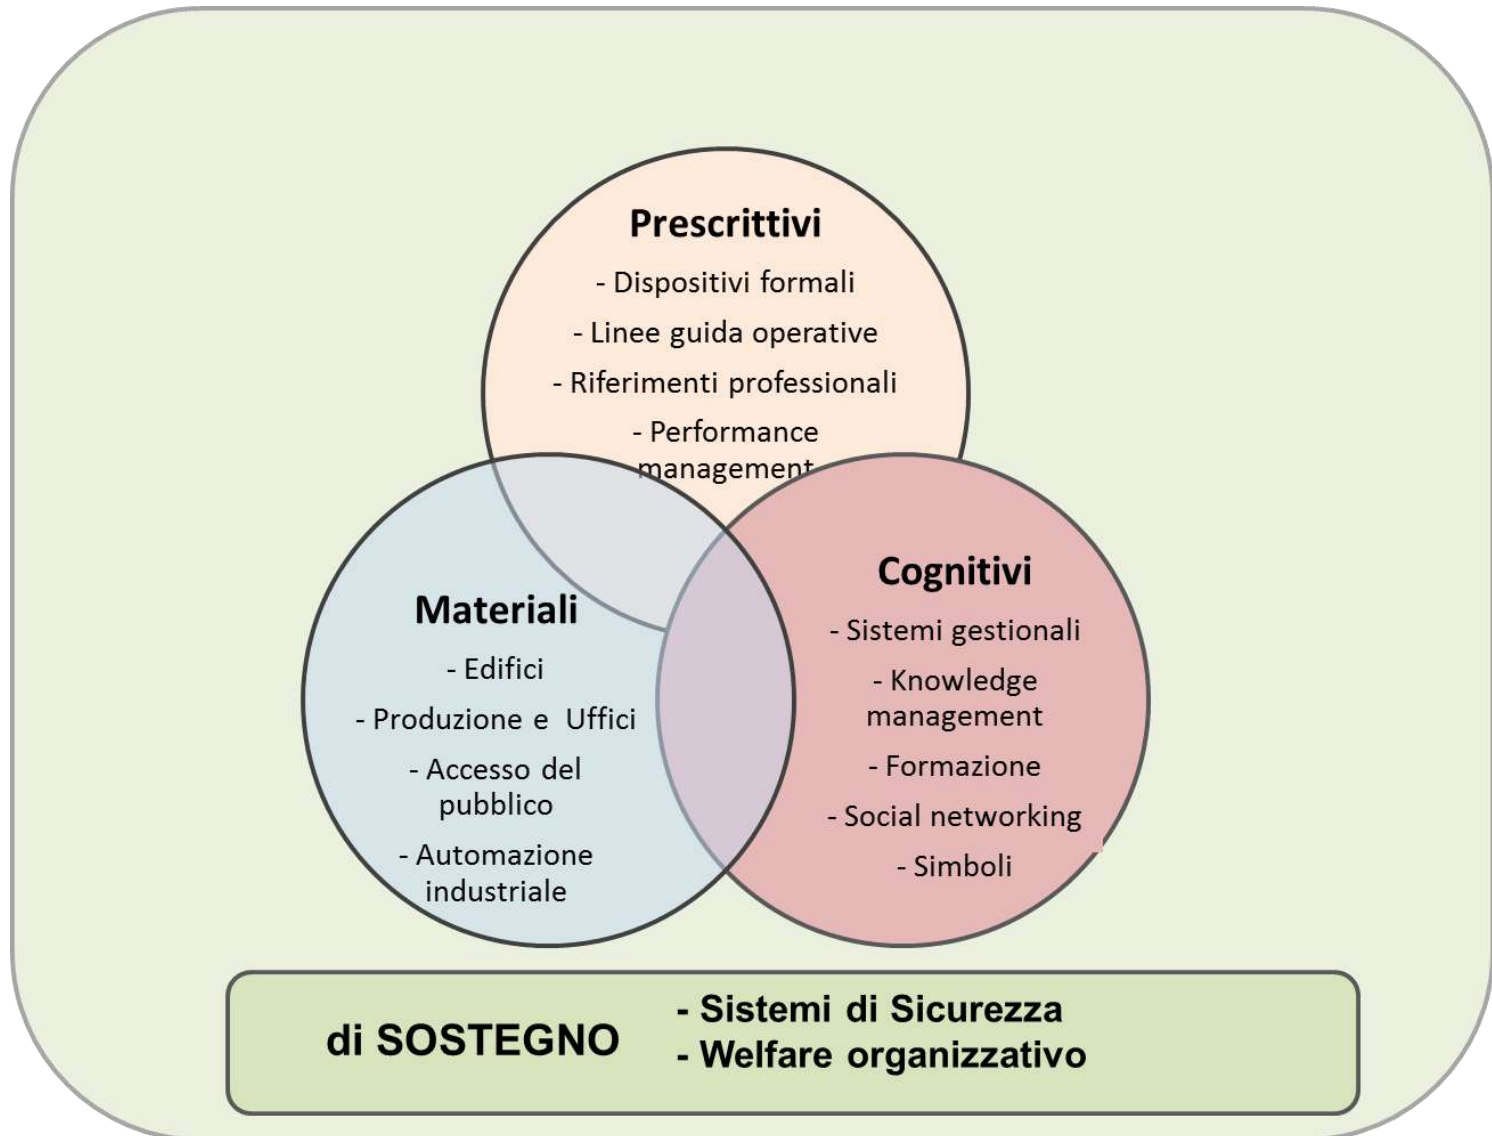 Prescrittivi
- Dispositivi formali
- Linee guida operative
- Riferimenti professionali
- Performance
management
Materiali
- Edifici
- Produzione e Uffici
- Accesso del
pubblico
- Automazione
industriale
Cognitivi
- Sistemi gestionali
- Knowledge
management
- Formazione
- Social networking
- Simboli
di SOSTEGNO
- Sistemi di Sicurezza
- Welfare organizzativo